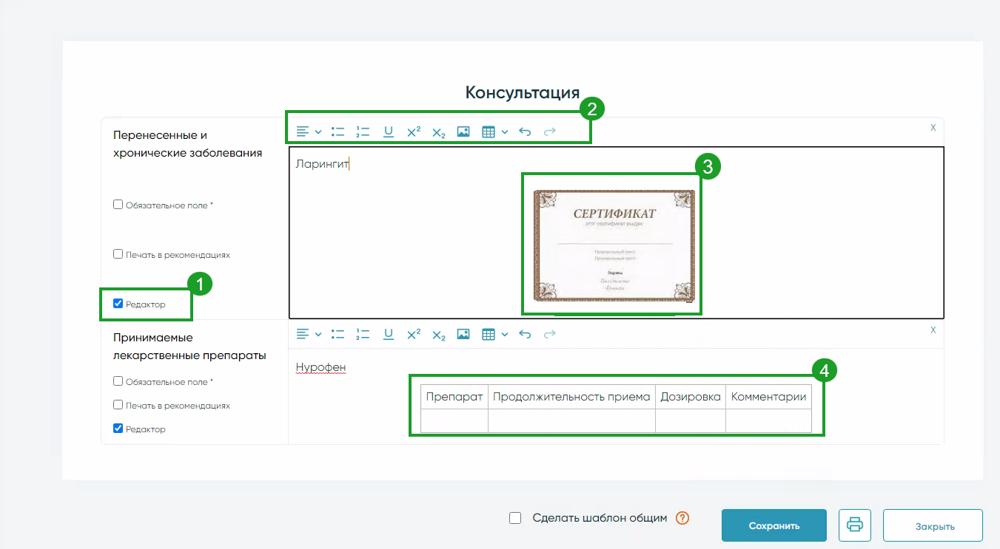 Консультация
2
Перенесенные и
хронические заболевания
X
Ларингит
3
СЕРТИФИКАТ
этот сертификат выдан
Подпись
Обязательное поле *
Печать в рекомендациях
1
Редактор
Принимаемые
лекарственные препараты
X
Обязательное поле *
Печать в рекомендациях
Редактор
Нурофен
4
Препарат Продолжительность приема Дозировка Комментарии
Сделать шаблон общим ?
Сохранить
Закрыть